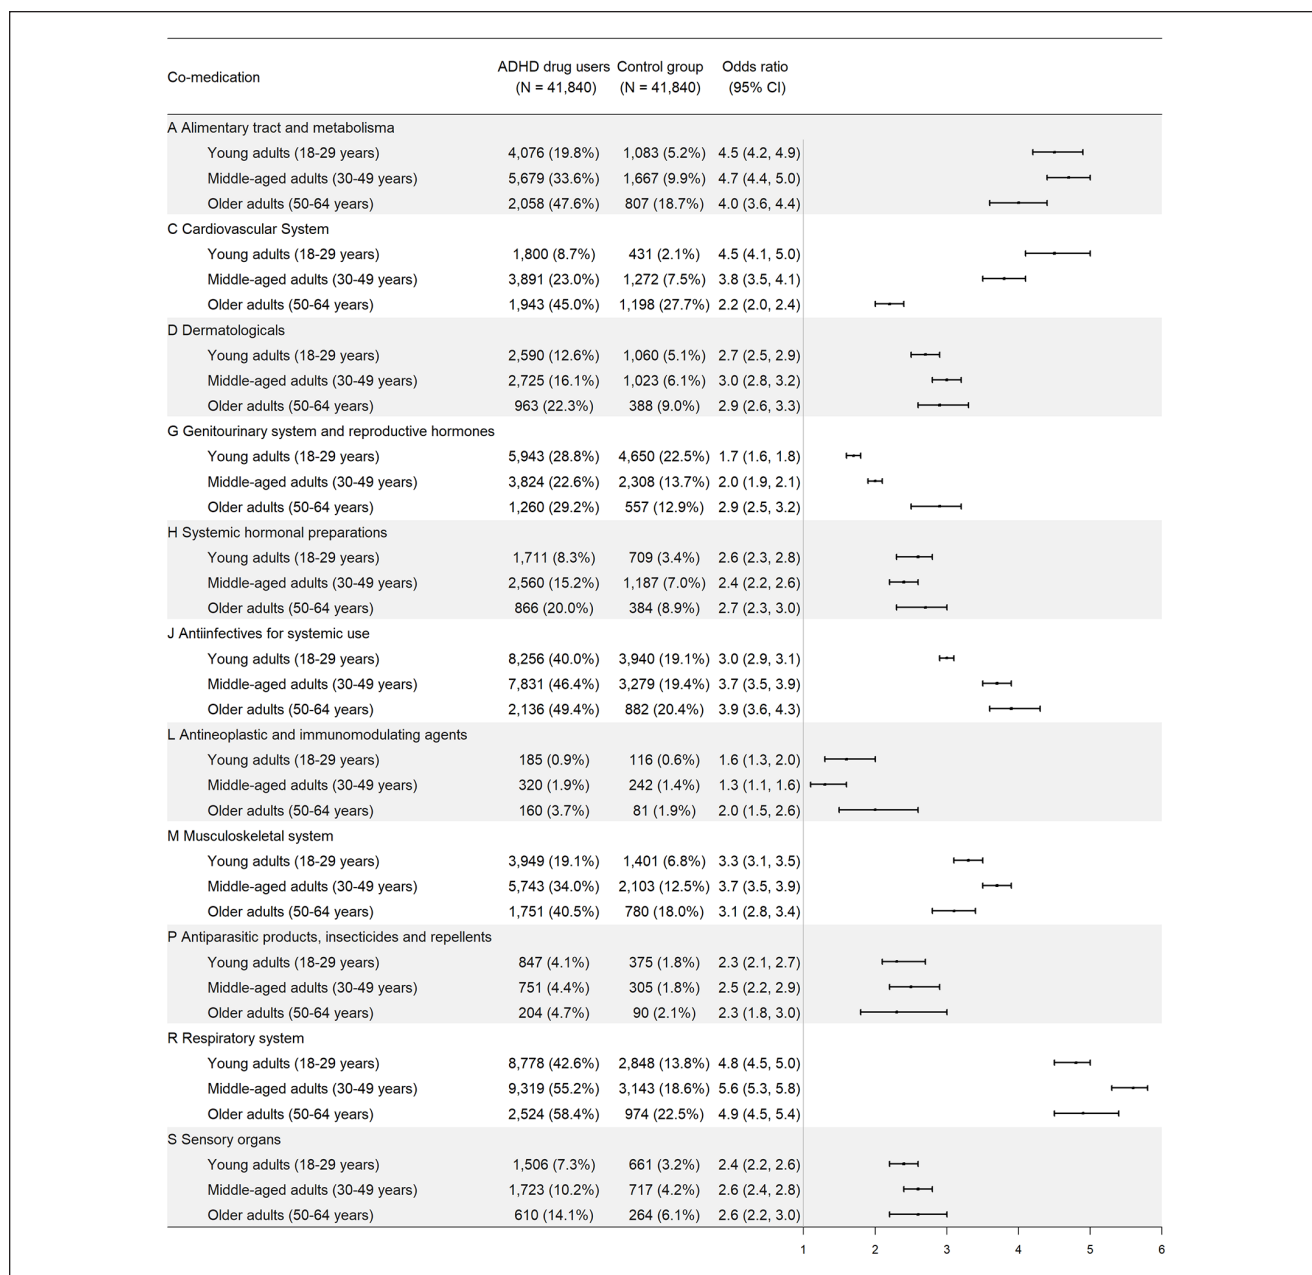 Co-medication ADHD drug users Control group Odds ratio
(N = 41,840) (N = 41,840) (95% CI)
A Alimentary tract and metabolisma
Young adults (18-29 years) 4,076 (19.8%) 1,083 (5.2%) 4.5 (4.2, 4.9)
Middle-aged adults (30-49 years) 5,679 (33.6%) 1,667 (9.9%) 4.7 (4.4, 5.0)
Older adults (50-64 years) 2,058 (47.6%) 807 (18.7%) 4.0 (3.6, 4.4)
C Cardiovascular System
Young adults (18-29 years) 1,800 (8.7%) 431 (2.1%) 4.5 (4.1, 5.0)
Middle-aged adults (30-49 years) 3,891 (23.0%) 1,272 (7.5%) 3.8 (3.5, 4.1)
Older adults (50-64 years) 1,943 (45.0%) 1,198 (27.7%) 2.2 (2.0, 2.4)
D Dermatologicals
Young adults (18-29 years) 2,590 (12.6%) 1,060 (5.1%) 2.7 (2.5, 2.9)
Middle-aged adults (30-49 years) 2,725 (16.1%) 1,023 (6.1%) 3.0 (2.8, 3.2)
Older adults (50-64 years) 963 (22.3%) 388 (9.0%) 2.9 (2.6, 3.3)
G Genitourinary system and reproductive hormones
Young adults (18-29 years) 5,943 (28.8%) 4,650 (22.5%) 1.7 (1.6, 1.8)
Middle-aged adults (30-49 years) 3,824 (22.6%) 2,308 (13.7%) 2.0 (1.9, 2.1)
Older adults (50-64 years) 1,260 (29.2%) 557 (12.9%) 2.9 (2.5, 3.2)
H Systemic hormonal preparations
Young adults (18-29 years) 1,711 (8.3%) 709 (3.4%) 2.6 (2.3, 2.8)
Middle-aged adults (30-49 years) 2,560 (15.2%) 1,187 (7.0%) 2.4 (2.2, 2.6)
Older adults (50-64 years) 866 (20.0%) 384 (8.9%) 2.7 (2.3, 3.0)
J Antiinfectives for systemic use
Young adults (18-29 years) 8,256 (40.0%) 3,940 (19.1%) 3.0 (2.9, 3.1)
Middle-aged adults (30-49 years) 7,831 (46.4%) 3,279 (19.4%) 3.7 (3.5, 3.9)
Older adults (50-64 years) 2,136 (49.4%) 882 (20.4%) 3.9 (3.6, 4.3)
L Antineoplastic and immunomodulating agents
Young adults (18-29 years) 185 (0.9%) 116 (0.6%) 1.6 (1.3, 2.0)
Middle-aged adults (30-49 years) 320 (1.9%) 242 (1.4%) 1.3 (1.1, 1.6)
Older adults (50-64 years) 160 (3.7%) 81 (1.9%) 2.0 (1.5, 2.6)
M Musculoskeletal system
Young adults (18-29 years) 3,949 (19.1%) 1,401 (6.8%) 3.3 (3.1, 3.5)
Middle-aged adults (30-49 years) 5,743 (34.0%) 2,103 (12.5%) 3.7 (3.5, 3.9)
Older adults (50-64 years) 1,751 (40.5%) 780 (18.0%) 3.1 (2.8, 3.4)
P Antiparasitic products, insecticides and repellents
Young adults (18-29 years) 847 (4.1%) 375 (1.8%) 2.3 (2.1, 2.7)
Middle-aged adults (30-49 years) 751 (4.4%) 305 (1.8%) 2.5 (2.2, 2.9)
Older adults (50-64 years) 204 (4.7%) 90 (2.1%) 2.3 (1.8, 3.0)
R Respiratory system
Young adults (18-29 years) 8,778 (42.6%) 2,848 (13.8%) 4.8 (4.5, 5.0)
Middle-aged adults (30-49 years) 9,319 (55.2%) 3,143 (18.6%) 5.6 (5.3, 5.8)
Older adults (50-64 years) 2,524 (58.4%) 974 (22.5%) 4.9 (4.5, 5.4)
S Sensory organs
Young adults (18-29 years) 1,506 (7.3%) 661 (3.2%) 2.4 (2.2, 2.6)
Middle-aged adults (30-49 years) 1,723 (10.2%) 717 (4.2%) 2.6 (2.4, 2.8)
Older adults (50-64 years) 610 (14.1%) 264 (6.1%) 2.6 (2.2, 3.0)
1 2 3 4 5 6